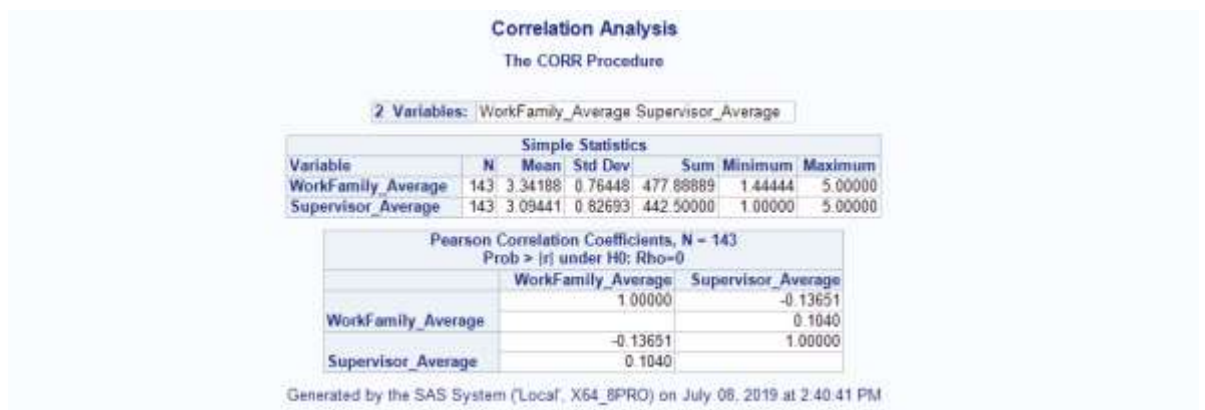 Correlation Analysis
The CORR Procedure
2 Variables: WorkFamily_Average Supervisor_Average
Simple Statistics
Variable N Mean Std Dev Sum Minimum Maximum
WorkFamily_Average 143 3.34188 0.76448 477.88889 1.44444 5.00000
Supervisor_Average 143 3.09441 0.82693 442.50000 1.00000 5.00000
Pearson Correlation Coefficients, N = 143
Prob > |r| under H0: Rho=0
WorkFamily_Average Supervisor_Average
WorkFamily_Average 1.00000 -0.13651
0.1040
Supervisor_Average -0.13651 1.00000
0.1040
Generated by the SAS System ('Local', X64_8PRO) on July 08, 2019 at 2:40:41 PM